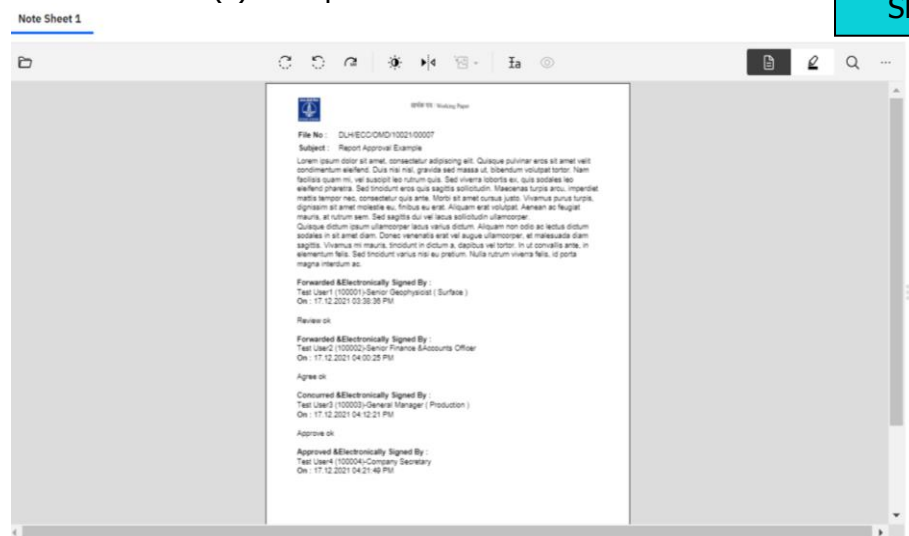 Note Sheet 1
Ŧa
Working Paper
File No : DLH/ECC/OMD/10021/00007
Subject : Report Approval Example
Lorem ipsum dolor sit amet, consectetur adipiscing elit. Quisque pulvinar eros sit amet velit
condimentum eleifend. Duis nisi nisl, gravida sed massa ut, bibendum volutpat tortor. Nam
facilisis quam mi, vel suscipit leo rutrum quis. Sed viverra lobortis ex, quis sodales leo
eleifend pharetra. Sed tincidunt eros quis sagittis sollicitudin. Maecenas turpis arcu, imperdiet
mattis tempor nec, consectetur quis ante. Morbi sit amet cursus justo. Vivamus purus turpis,
dignissim sit amet molestie eu, finibus eu erat. Aliquam erat volutpat. Aenean ac feugiat
mauris, at rutrum sem. Sed sagittis dui vel lacus sollicitudin ullamcorper.
Quisque dictum ipsum ullamcorper lacus varius dictum. Aliquam non odio ac lectus dictum
sodales in sit amet diam. Donec venenatis erat vel augue ullamcorper, et malesuada diam
sagittis. Vivamus mi mauris, tincidunt in dictum a, dapibus vel tortor. In ut convallis ante, in
elementum felis. Sed tincidunt varius nisi eu pretium. Nulla rutrum viverra felis, id porta
magna interdum ac.
Forwarded &Electronically Signed By :
Test User1 (100001)-Senior Geophysicist ( Surface )
On : 17.12.2021 03:38:36 PM
Review ok
Forwarded &Electronically Signed By :
Test User2 (100002)-Senior Finance &Accounts Officer
On : 17.12.2021 04:00:25 PM
Agree ok
Concurred &Electronically Signed By :
Test User3 (100003)-General Manager ( Production )
On : 17.12.2021 04:12:21 PM
Approve ok
Approved &Electronically Signed By :
Test User4 (100004)-Company Secretary
On : 17.12.2021 04:21:49 PM